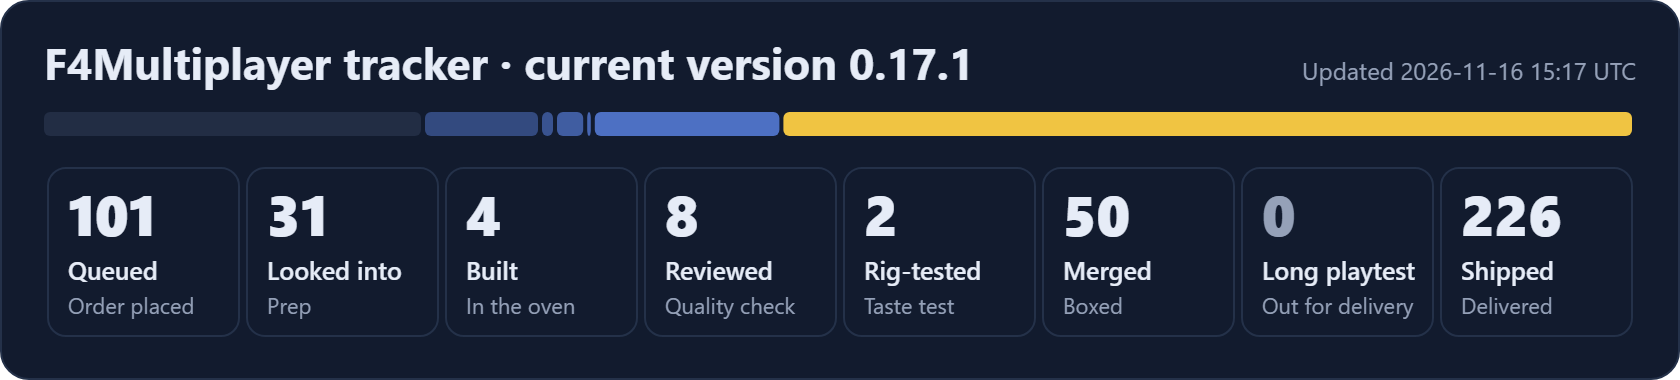 F4Multiplayer tracker · current version 0.17.1
Updated 2026-11-16 15:17 UTC
101
Queued
Order placed
31
Looked into
Prep
4
Built
In the oven
8
Reviewed
Quality check
2
Rig-tested
Taste test
50
Merged
Boxed
0
Long playtest
Out for delivery
226
Shipped
Delivered